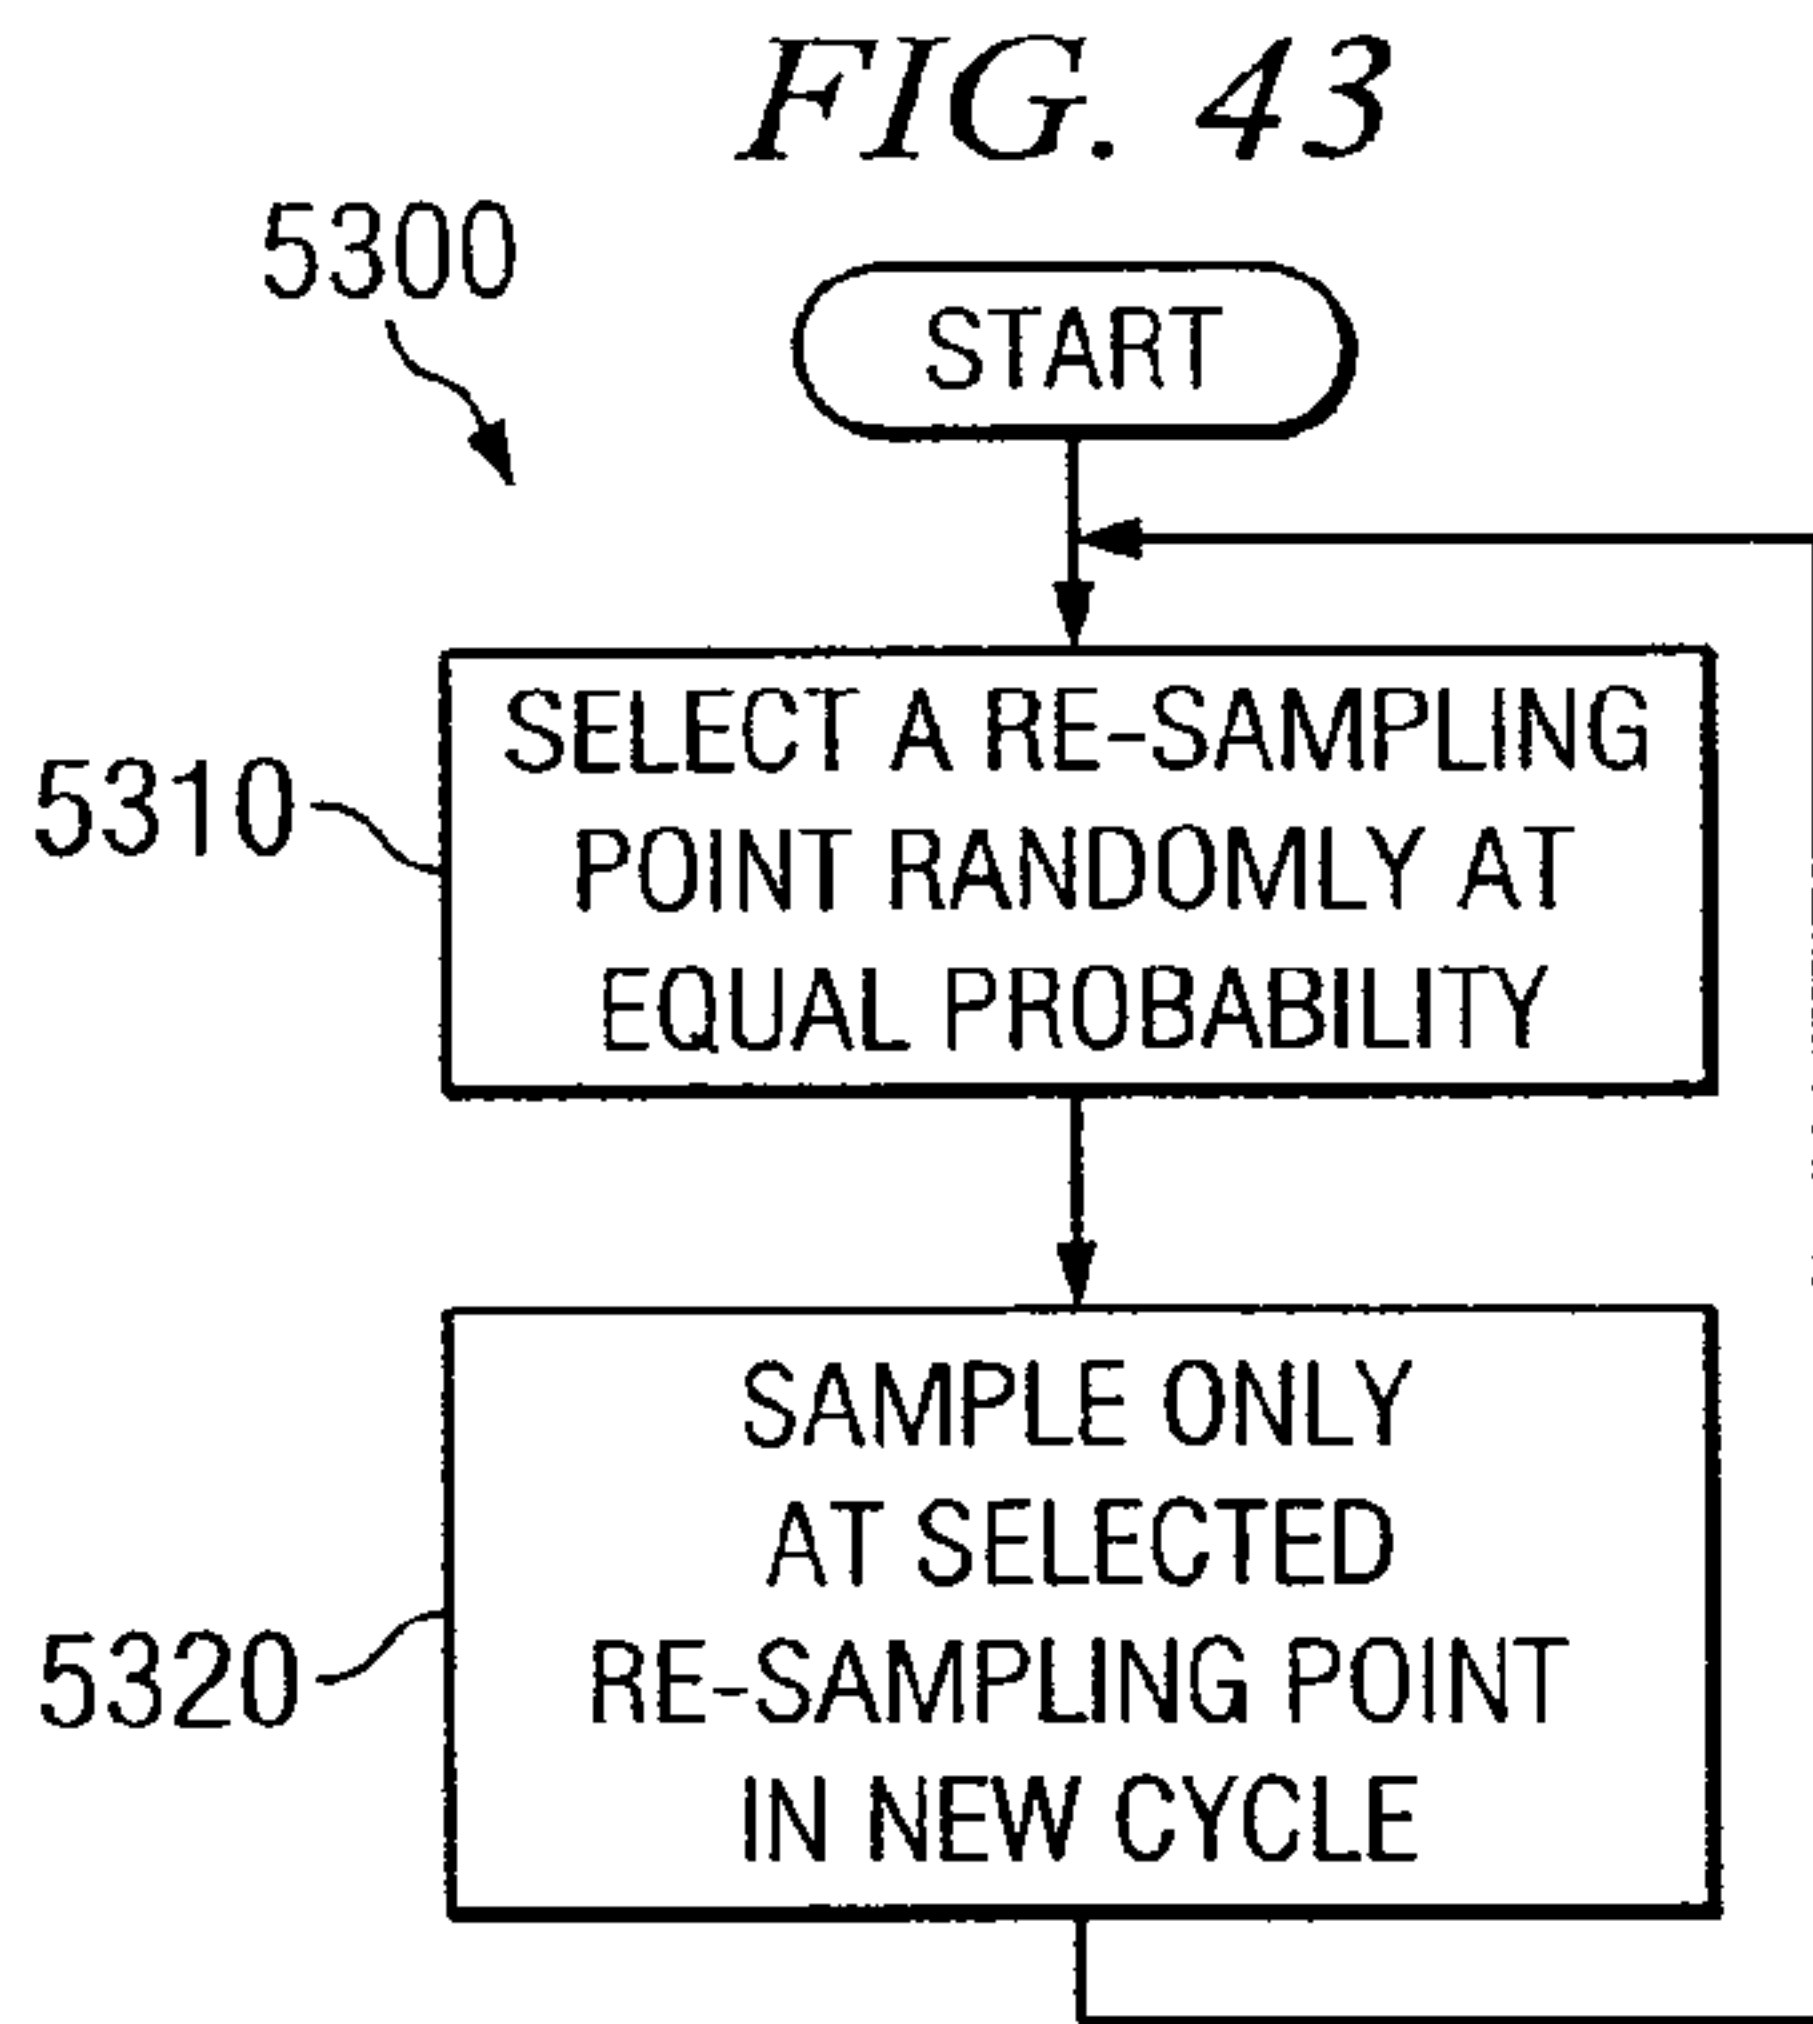 FIG. 43
5300
START
5310
SELECT A RE-SAMPLING
POINT RANDOMLY AT
EQUAL PROBABILITY
5320
SAMPLE ONLY
AT SELECTED
RE-SAMPLING POINT
IN NEW CYCLE